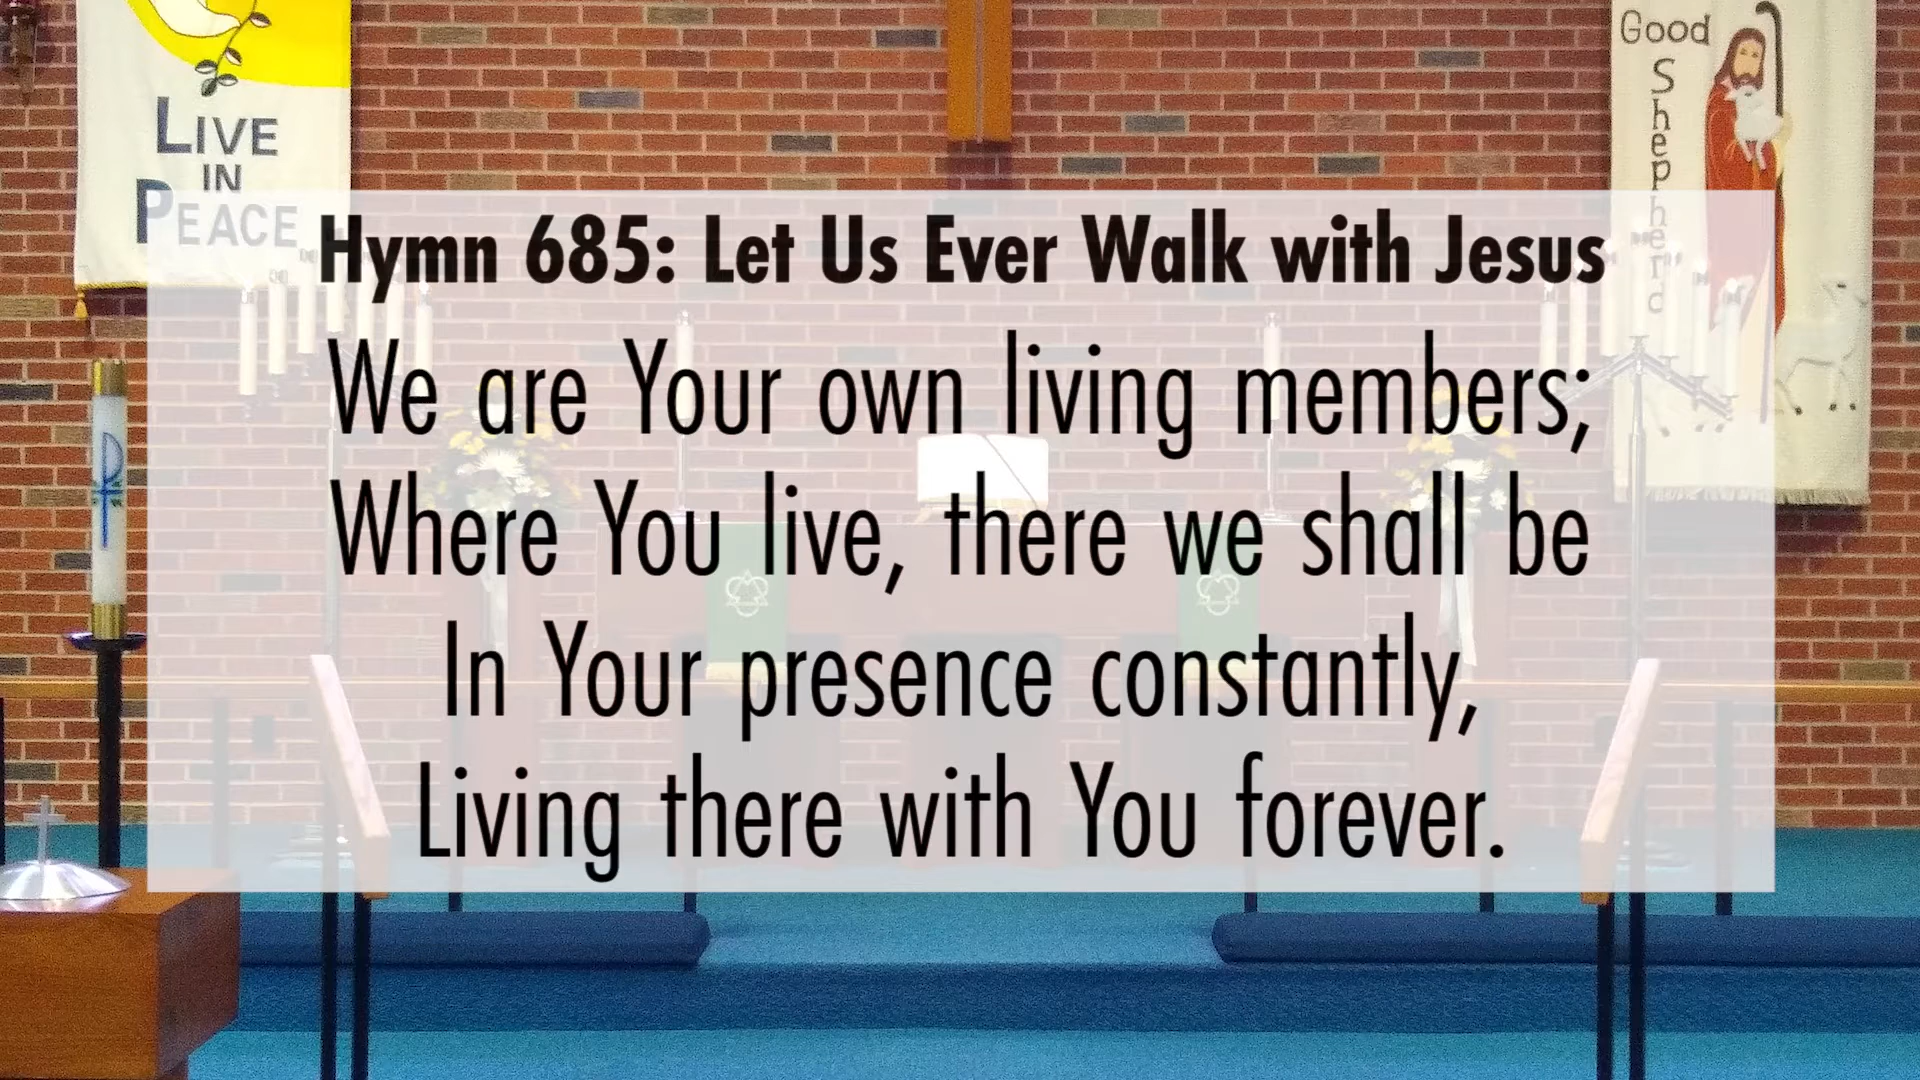 LIVE
IN
PEACE
Good
Shepherd
Hymn 685: Let Us Ever Walk with Jesus
We are Your own living members;
Where You live, there we shall be
In Your presence constantly,
Living there with You forever.